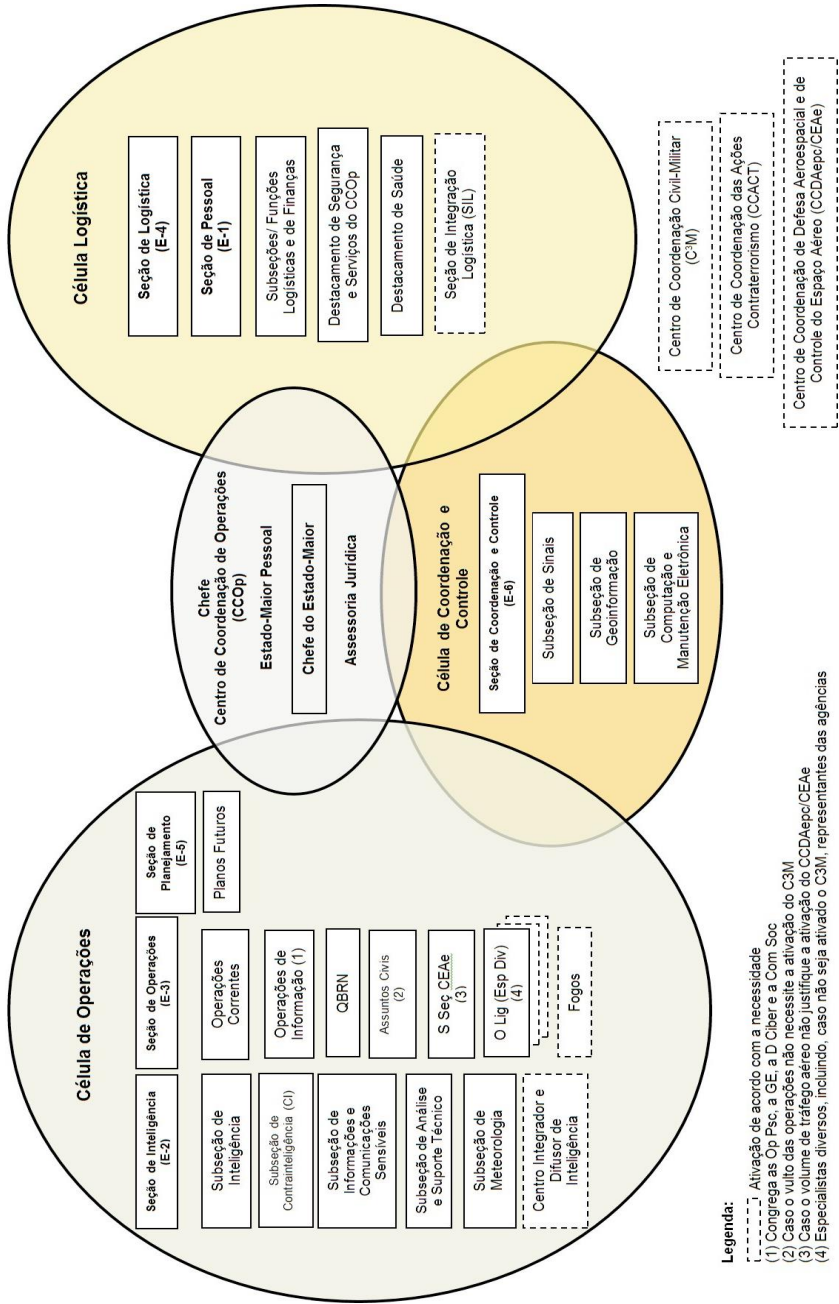 Célula de Operações
Seção de Inteligência
(E-2)
Subseção de
Inteligência
Subseção de
Contrainteligência (CI)
Subseção de
Informações e
Comunicações
Sensíveis
Subseção de Análise
e Suporte Técnico
Subseção de
Meteorologia
Centro Integrador e
Difusor de
Inteligência
Seção de Operações
(E-3)
Operações
Correntes
Operações de
Informação (1)
QBRN
Assuntos Civis
(2)
S Seç CEAe
(3)
O Lig (Esp Div)
(4)
Fogos
Seção de
Planejamento
(E-5)
Planos Futuros
Chefe
Centro de Coordenação de Operações
(CCOp)
Estado-Maior Pessoal
Chefe do Estado-Maior
Assessoria Jurídica
Célula de Coordenação e
Controle
Seção de Coordenação e Controle
(E-6)
Subseção de Sinais
Subseção de
Geoinformação
Subseção de
Computação e
Manutenção Eletrônica
Célula Logística
Seção de Logística
(E-4)
Seção de Pessoal
(E-1)
Subseções/ Funções
Logísticas e de Finanças
Destacamento de Segurança
e Serviços do CCOp
Destacamento de Saúde
Seção de Integração
Logística (SIL)
Centro de Coordenação Civil-Militar
(C³M)
Centro de Coordenação das Ações
Contraterrorismo (CCACT)
Centro de Coordenação de Defesa Aeroespacial e de
Controle do Espaço Aéreo (CCDAepc/CEAe)
Legenda:
Ativação de acordo com a necessidade
(1) Congrega as Op Psc, a GE, a D Ciber e a Com Soc
(2) Caso o vulto das operações não necessite a ativação do C3M
(3) Caso o volume de tráfego aéreo não justifique a ativação do CCDAepc/CEAe
(4) Especialistas diversos, incluindo, caso não seja ativado o C3M, representantes das agências